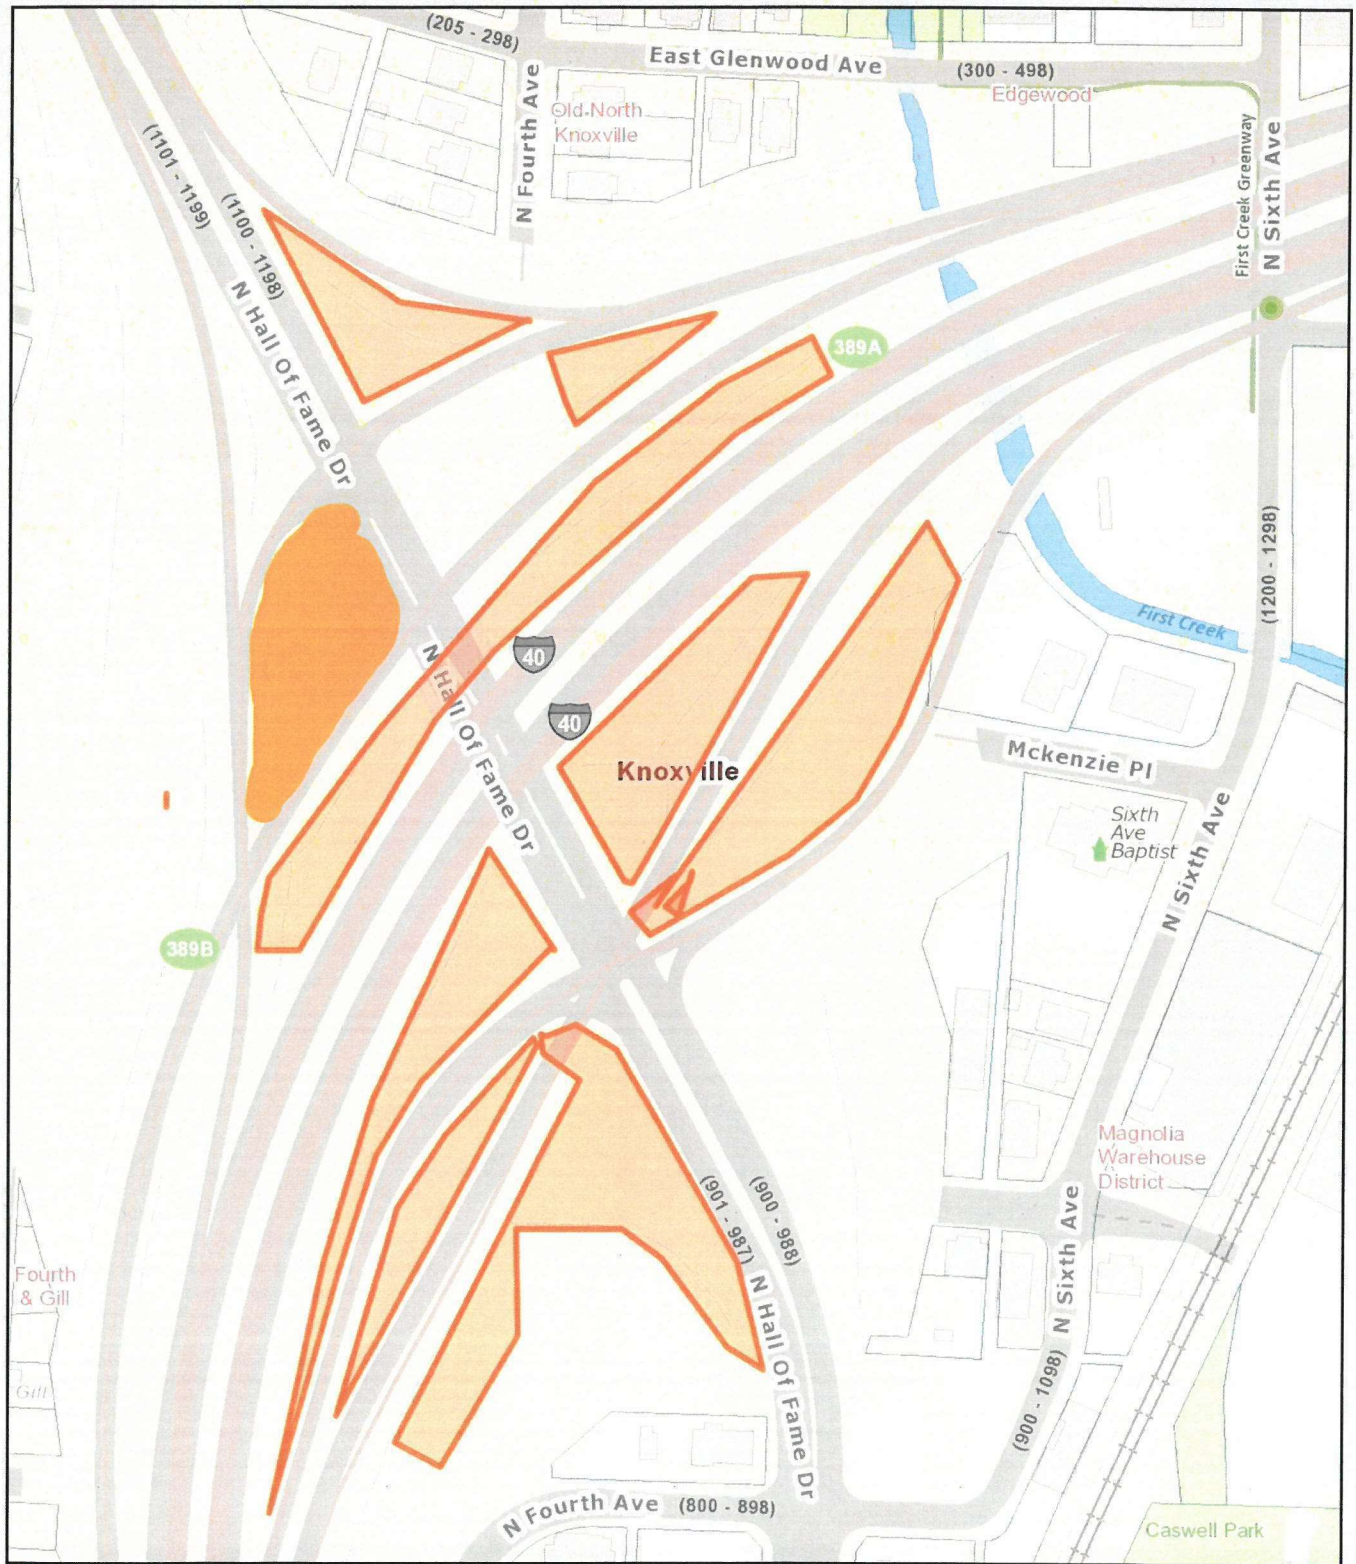 (205 - 298)
East Glenwood Ave
(300 - 498)
Edgewood
N Fourth Ave
Old North
Knoxville
First Creek Greenway
N Sixth Ave
(1101 - 1199)
(1100 - 1198)
N Hall Of Fame Dr
389A
(1200 - 1298)
First Creek
40
N Hall Of Fame Dr
40
Knoxville
Mckenzie Pl
Sixth
Ave
Baptist
N Sixth Ave
389B
Magnolia
Warehouse
District
(901 - 987)
(900 - 988)
N Sixth Ave
Fourth
& Gill
N Hall Of Fame Dr
Gill
(900 - 1098)
N Fourth Ave (800 - 898)
Caswell Park